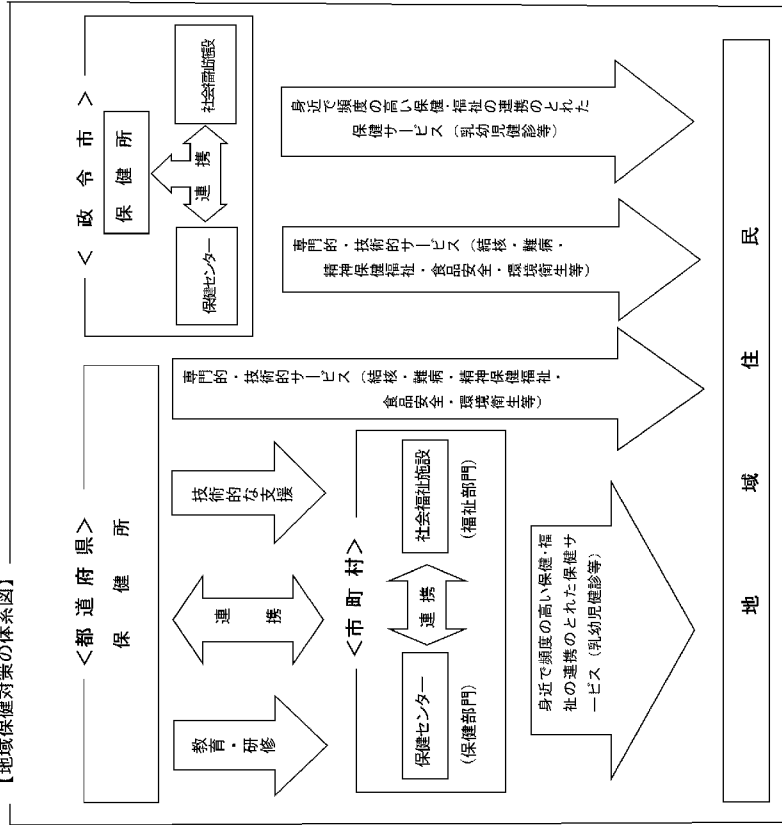 【地域保健対策の体系図】
<都道府県>
保健所
教育・研修
連携
技術的な支援
<市町村>
保健センター
(保健部門)
連携
社会福祉施設
(福祉部門)
身近で頻度の高い保健・福
祉の連携のとれた保健サ
ービス(乳幼児健診等)
専門的・技術的サービス(結核・難病・精神保健福祉・
食品安全・環境衛生等)
<政令市>
保健所
保健センター
連携
社会福祉施設
専門的・技術的サービス(結核・難病・
精神保健福祉・食品安全・環境衛生等)
身近で頻度の高い保健・福祉の連携のとれた
保健サービス(乳幼児健診等)
地域住民